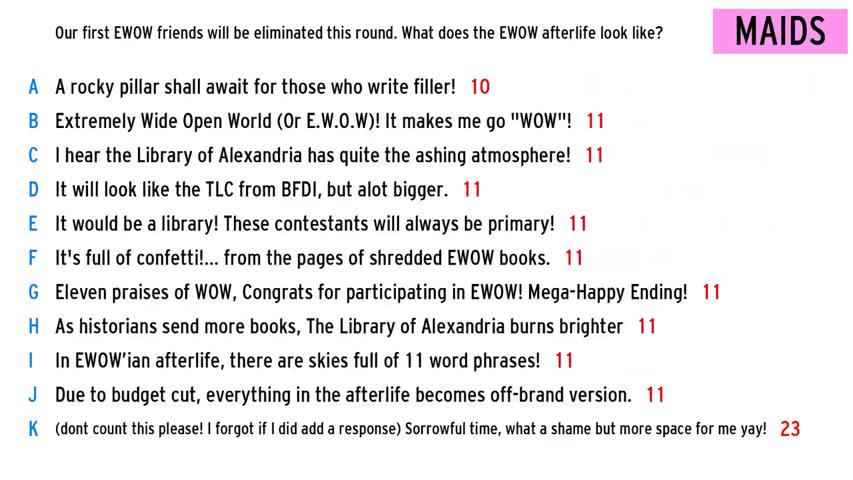 Our first EWOW friends will be eliminated this round. What does the EWOW afterlife look like?
MAIDS
A A rocky pillar shall await for those who write filler! 10
B Extremely Wide Open World (Or E.W.O.W)! It makes me go "WOW"! 11
C I hear the Library of Alexandria has quite the ashing atmosphere! 11
D It will look like the TLC from BFDI, but alot bigger. 11
E It would be a library! These contestants will always be primary! 11
F It's full of confetti!... from the pages of shredded EWOW books. 11
G Eleven praises of WOW, Congrats for participating in EWOW! Mega-Happy Ending! 11
H As historians send more books, The Library of Alexandria burns brighter 11
I In EWOW’ian afterlife, there are skies full of 11 word phrases! 11
J Due to budget cut, everything in the afterlife becomes off-brand version. 11
K (dont count this please! I forgot if I did add a response) Sorrowful time, what a shame but more space for me yay! 23